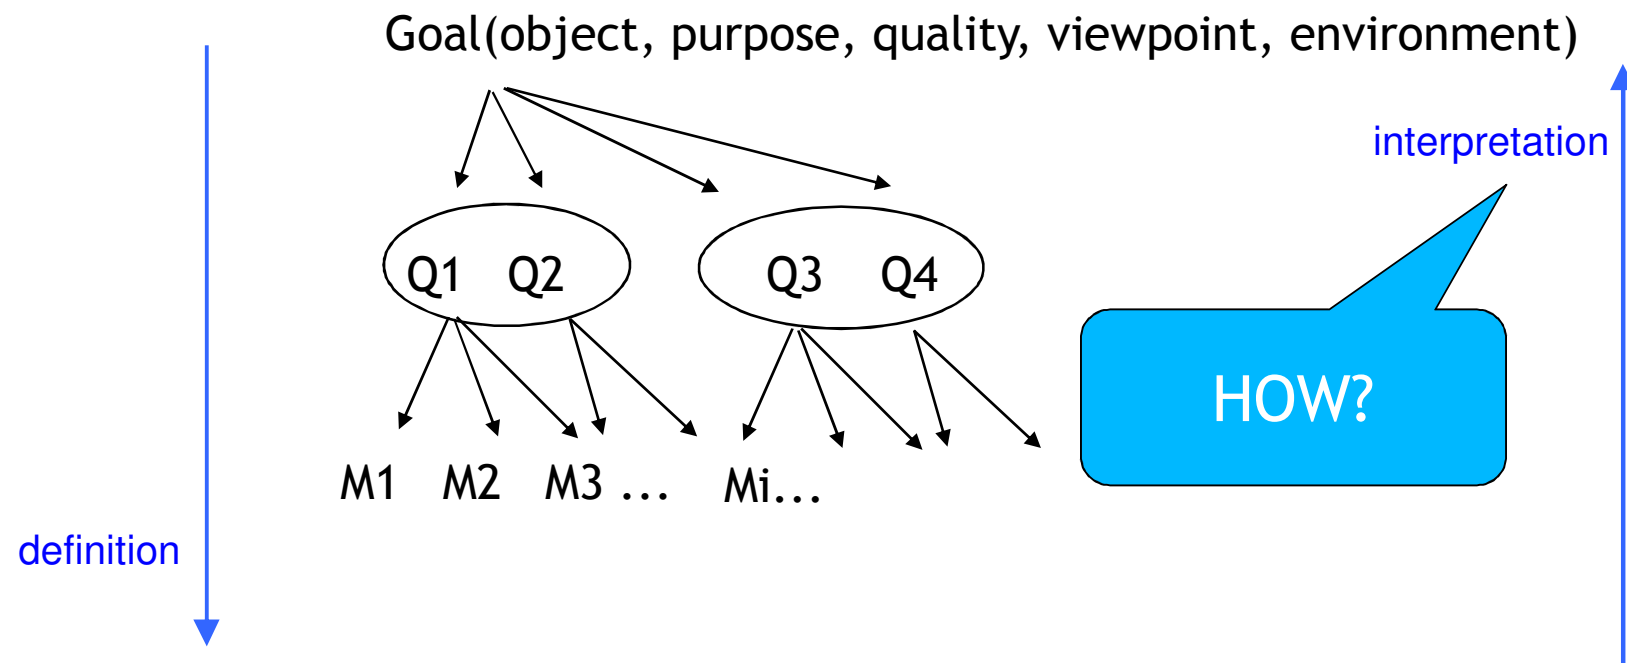 Goal(object, purpose, quality, viewpoint, environment)
interpretation
Q1 Q2 Q3 Q4
HOW?
M1 M2 M3 ... Mi...
definition